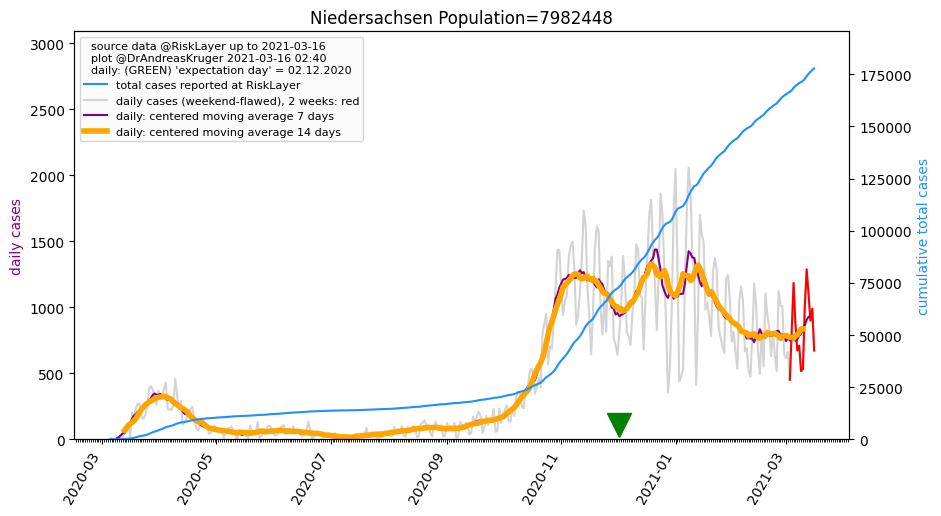 Niedersachsen Population=7982448
source data @RiskLayer up to 2021-03-16
plot @DrAndreasKruger 2021-03-16 02:40
daily: (GREEN) 'expectation day' = 02.12.2020
total cases reported at RiskLayer
daily cases (weekend-flawed), 2 weeks: red
daily: centered moving average 7 days
daily: centered moving average 14 days
daily cases
3000
2500
2000
1500
1000
500
0
cumulative total cases
175000
150000
125000
100000
75000
50000
25000
0
2020-03
2020-05
2020-07
2020-09
2020-11
2021-01
2021-03